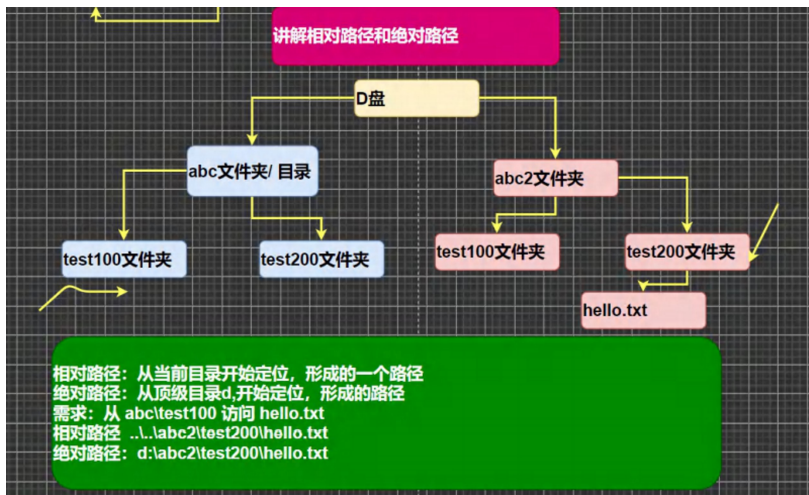 讲解相对路径和绝对路径
D盘
abc文件夹/ 目录
abc2文件夹
test100文件夹
test200文件夹
test100文件夹
test200文件夹
hello.txt
相对路径：从当前目录开始定位，形成的一个路径
绝对路径：从顶级目录d,开始定位，形成的路径
需求：从 abc\test100 访问 hello.txt
相对路径 ..\..\abc2\test200\hello.txt
绝对路径：d:\abc2\test200\hello.txt